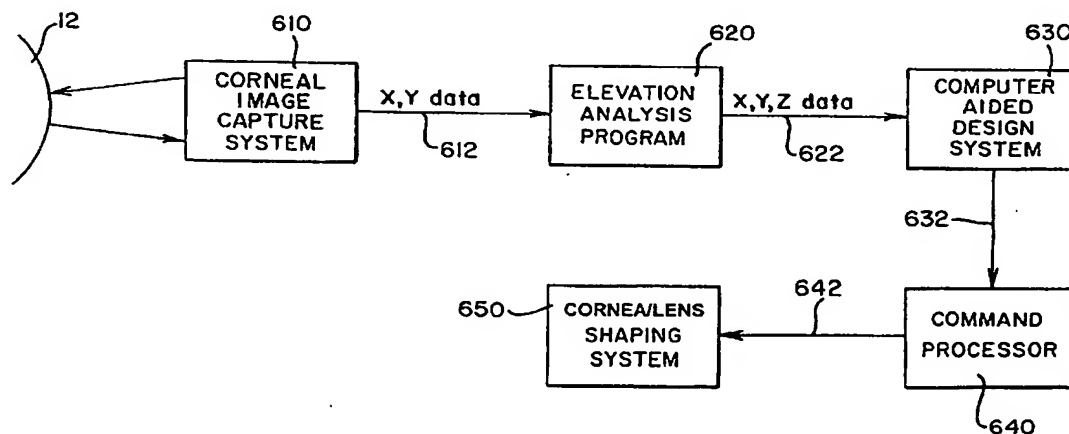 12
610
CORNEAL
IMAGE
CAPTURE
SYSTEM
X,Y data
612
620
ELEVATION
ANALYSIS
PROGRAM
X,Y,Z data
622
630
COMPUTER
AIDED
DESIGN
SYSTEM
632
650
CORNEA/LENS
SHAPING
SYSTEM
642
COMMAND
PROCESSOR
640